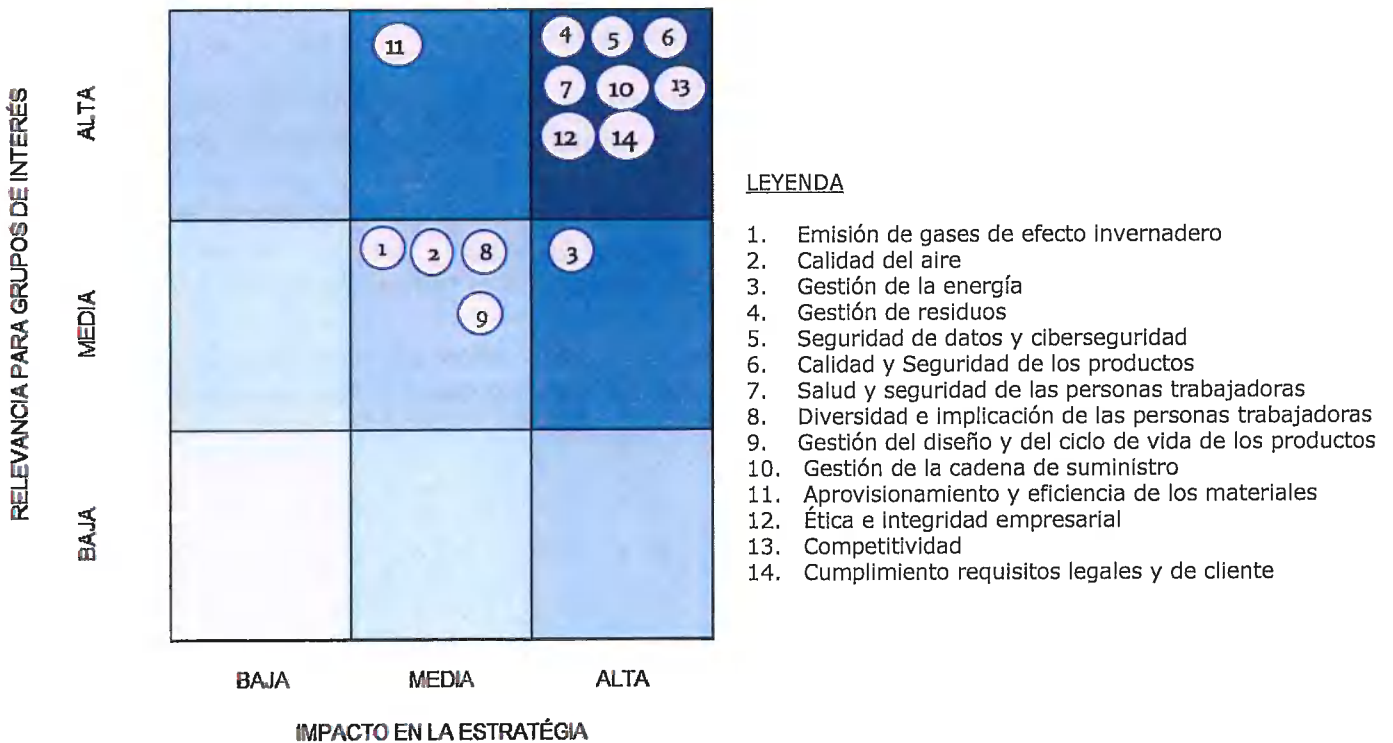 RELEVANCIA PARA GRUPOS DE INTERÉS
ALTA
MEDIA
BAJA
11
4 5 6
7 10 13
12 14
1 2 8
9
3
BAJA MEDIA ALTA
IMPACTO EN LA ESTRATÉGIA
LEYENDA
1. Emisión de gases de efecto invernadero
2. Calidad del aire
3. Gestión de la energía
4. Gestión de residuos
5. Seguridad de datos y ciberseguridad
6. Calidad y Seguridad de los productos
7. Salud y seguridad de las personas trabajadoras
8. Diversidad e implicación de las personas trabajadoras
9. Gestión del diseño y del ciclo de vida de los productos
10. Gestión de la cadena de suministro
11. Aprovisionamiento y eficiencia de los materiales
12. Ética e integridad empresarial
13. Competitividad
14. Cumplimiento requisitos legales y de cliente